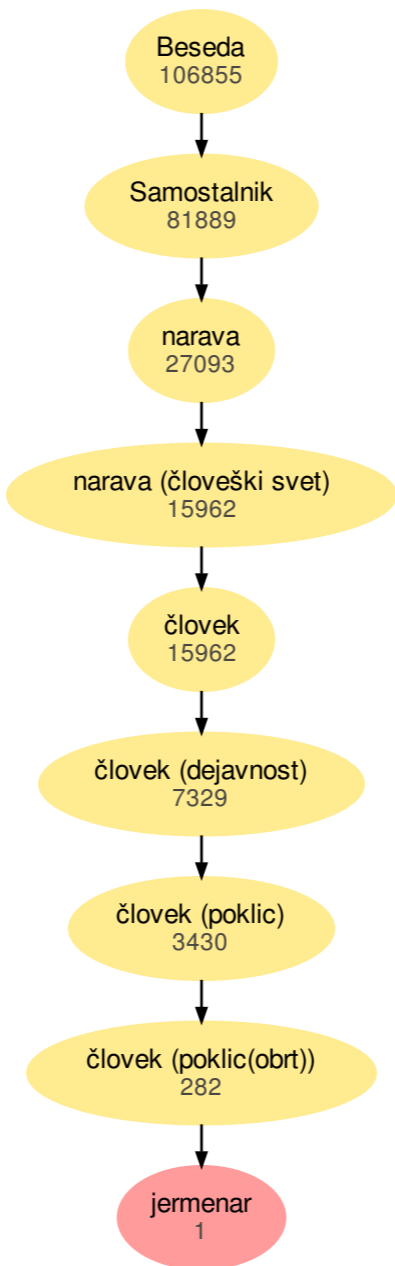 Beseda
106855
Samostalnik
81889
narava
27093
narava (človeški svet)
15962
človek
15962
človek (dejavnost)
7329
človek (poklic)
3430
človek (poklic(obrt))
282
jermenar
1